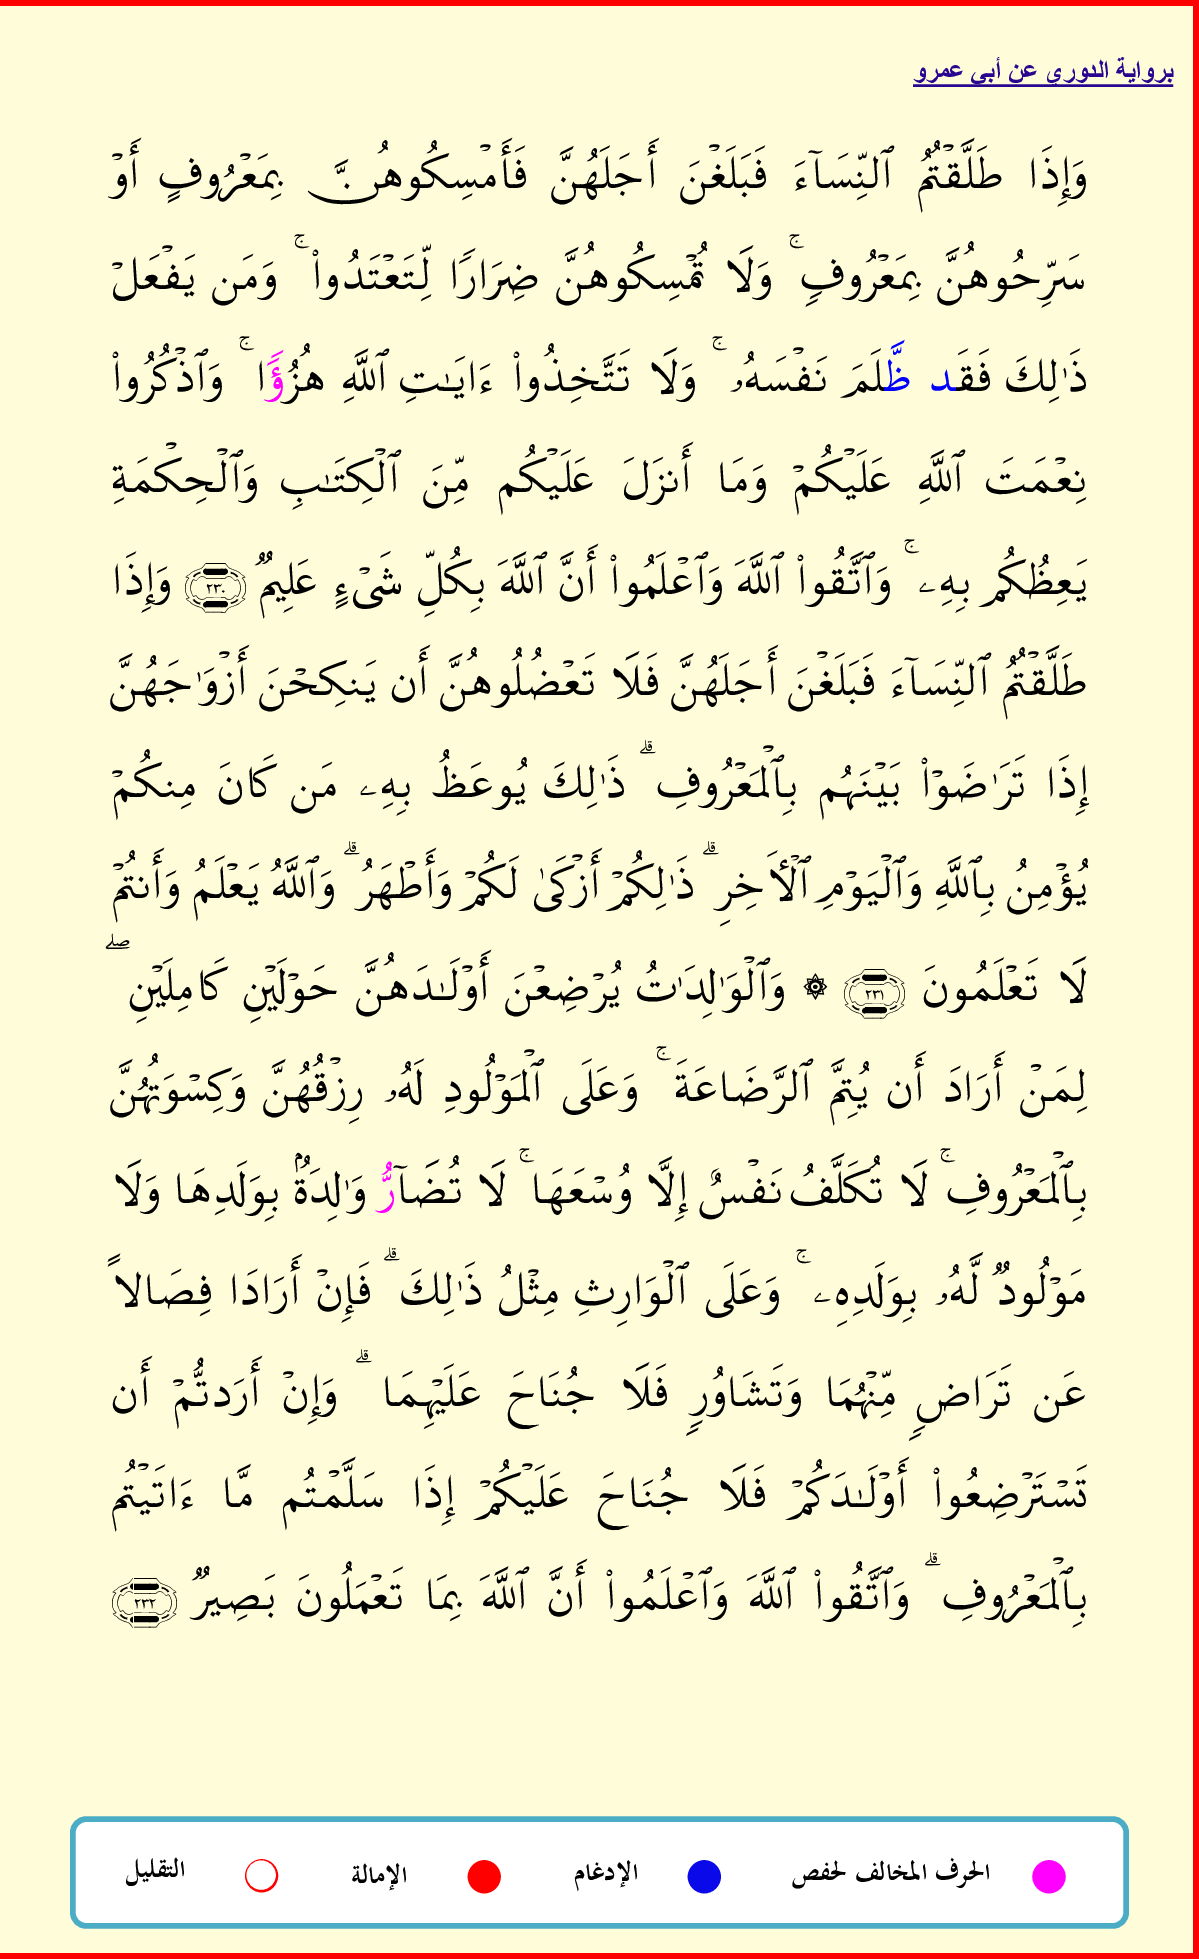 برواية الدوري عن أبي عمرو
وَإِذَا طَلَّقۡتُمُ ٱلنِّسَآءَ فَبَلَغۡنَ أَجَلَهُنَّ فَأَمۡسِكُوهُنَّ بِمَعۡرُوفٍ أَوۡ
سَرِّحُوهُنَّ بِمَعۡرُوفٖۚ وَلَا تُمۡسِكُوهُنَّ ضِرَارٗا لِّتَعۡتَدُواْۚ وَمَن يَفۡعَلۡ
ذَٰلِكَ فَقَد ظَّلَمَ نَفۡسَهُۥۚ وَلَا تَتَّخِذُواْ ءَايَٰتِ ٱللَّهِ هُزُؤٗاۚ وَٱذۡكُرُواْ
نِعۡمَتَ ٱللَّهِ عَلَيۡكُمۡ وَمَا أَنزَلَ عَلَيۡكُم مِّنَ ٱلۡكِتَٰبِ وَٱلۡحِكۡمَةِ
يَعِظُكُم بِهِۦۚ وَٱتَّقُواْ ٱللَّهَ وَٱعۡلَمُواْ أَنَّ ٱللَّهَ بِكُلِّ شَيۡءٍ عَلِيمٞ ٢٣٠ وَإِذَا
طَلَّقۡتُمُ ٱلنِّسَآءَ فَبَلَغۡنَ أَجَلَهُنَّ فَلَا تَعۡضُلُوهُنَّ أَن يَنكِحۡنَ أَزۡوَٰجَهُنَّ
إِذَا تَرَٰضَوۡاْ بَيۡنَهُم بِٱلۡمَعۡرُوفِۗ ذَٰلِكَ يُوعَظُ بِهِۦ مَن كَانَ مِنكُمۡ
يُؤۡمِنُ بِٱللَّهِ وَٱلۡيَوۡمِ ٱلۡأَخِرِۗ ذَٰلِكُمۡ أَزۡكَىٰ لَكُمۡ وَأَطۡهَرُۗ وَٱللَّهُ يَعۡلَمُ وَأَنتُمۡ
لَا تَعۡلَمُونَ ٢٣١ ۞ وَٱلۡوَٰلِدَٰتُ يُرۡضِعۡنَ أَوۡلَٰدَهُنَّ حَوۡلَيۡنِ كَامِلَيۡنِۖ
لِمَنۡ أَرَادَ أَن يُتِمَّ ٱلرَّضَاعَةَۚ وَعَلَى ٱلۡمَوۡلُودِ لَهُۥ رِزۡقُهُنَّ وَكِسۡوَتُهُنَّ
بِٱلۡمَعۡرُوفِۚ لَا تُكَلَّفُ نَفۡسٌ إِلَّا وُسۡعَهَاۚ لَا تُضَآرُّ وَٰلِدَةُۢ بِوَلَدِهَا وَلَا
مَوۡلُودٞ لَّهُۥ بِوَلَدِهِۦۚ وَعَلَى ٱلۡوَارِثِ مِثۡلُ ذَٰلِكَۗ فَإِنۡ أَرَادَا فِصَالًا
عَن تَرَاضٖ مِّنۡهُمَا وَتَشَاوُرٖ فَلَا جُنَاحَ عَلَيۡهِمَاۗ وَإِنۡ أَرَدتُّمۡ أَن
تَسۡتَرۡضِعُواْ أَوۡلَٰدَكُمۡ فَلَا جُنَاحَ عَلَيۡكُمۡ إِذَا سَلَّمۡتُم مَّا ءَاتَيۡتُم
بِٱلۡمَعۡرُوفِۗ وَٱتَّقُواْ ٱللَّهَ وَٱعۡلَمُواْ أَنَّ ٱللَّهَ بِمَا تَعۡمَلُونَ بَصِيرٞ ٢٣٢
الحرف المخالف لحفص الإدغام الإمالة التقليل